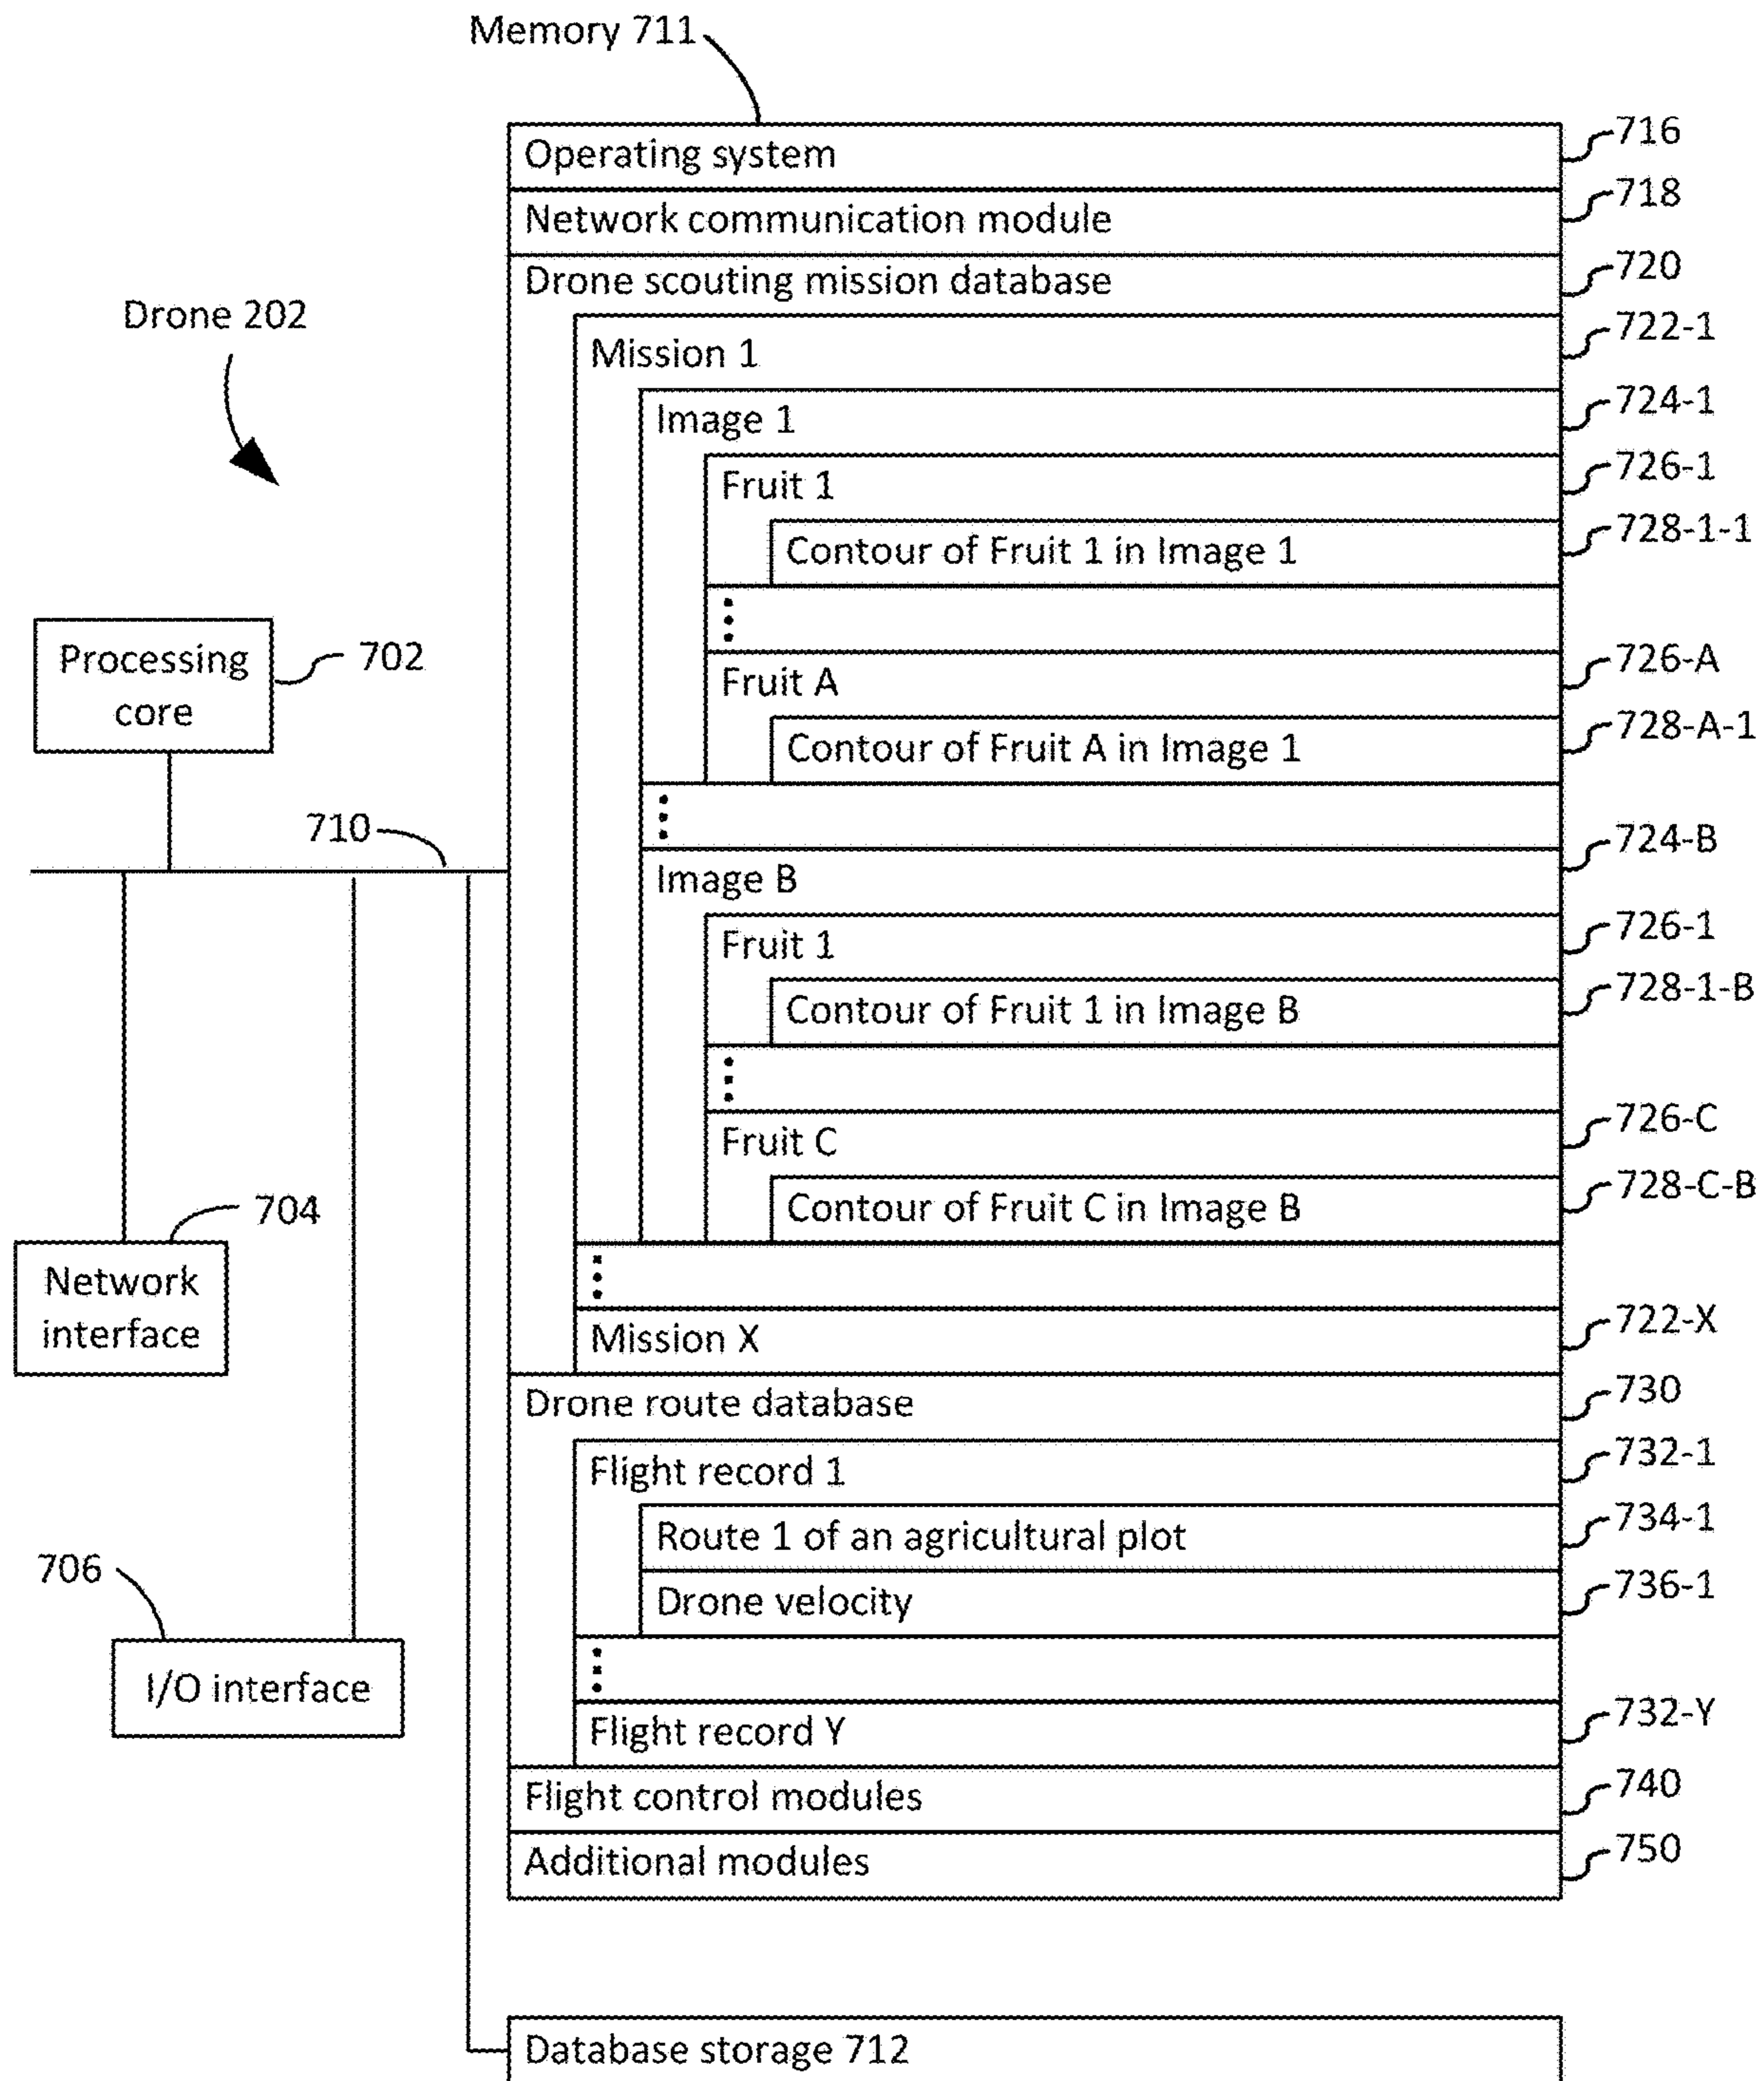 Memory 711
Operating system
716
Network communication module
718
Drone scouting mission database
720
Drone 202
Mission 1
722-1
Image 1
724-1
Fruit 1
726-1
Contour of Fruit 1 in Image 1
728-1-1
Processing
core
702
Fruit A
726-A
Contour of Fruit A in Image 1
728-A-1
710
Image B
724-B
Fruit 1
726-1
Contour of Fruit 1 in Image B
728-1-B
Fruit C
726-C
Contour of Fruit C in Image B
728-C-B
704
Network
interface
Mission X
722-X
Drone route database
730
Flight record 1
732-1
Route 1 of an agricultural plot
734-1
Drone velocity
736-1
706
I/O interface
Flight record Y
732-Y
Flight control modules
740
Additional modules
750
Database storage 712